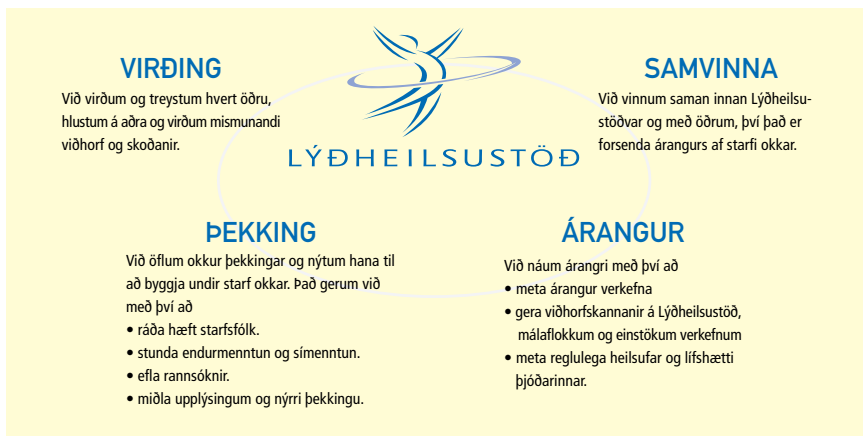 VIRÐING
Við virðum og treystum hvert öðru,
hlustum á aðra og virðum mismunandi
viðhorf og skoðanir.
LÝÐHEILSUSTÖÐ
SAMVINNA
Við vinnum saman innan Lýðheilsu-
stöðvar og með öðrum, því það er
forsenda árangurs af starfi okkar.
ÞEKKING
Við öflum okkur þekkingar og nýtum hana til
að byggja undir starf okkar. Það gerum við
með því að
• ráða hæft starfsfólk.
• stunda endurmenntun og símenntun.
• efla rannsóknir.
• miðla upplýsingum og nýrri þekkingu.
ÁRANGUR
Við náum árangri með því að
• meta árangur verkefna
• gera viðhorfskannanir á Lýðheilsustöð,
málaflokkum og einstökum verkefnum
• meta reglulega heilsufar og lífshætti
þjóðarinnar.